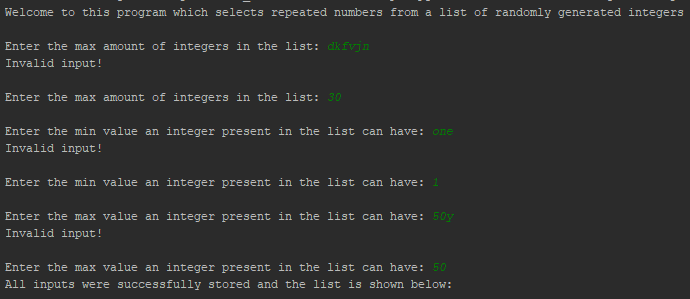 Welcome to this program which selects repeated numbers from a list of randomly generated integers
Enter the max amount of integers in the list: dkfvjn
Invalid input!
Enter the max amount of integers in the list: 30
Enter the min value an integer present in the list can have: one
Invalid input!
Enter the min value an integer present in the list can have: 1
Enter the max value an integer present in the list can have: 50y
Invalid input!
Enter the max value an integer present in the list can have: 50
All inputs were successfully stored and the list is shown below: